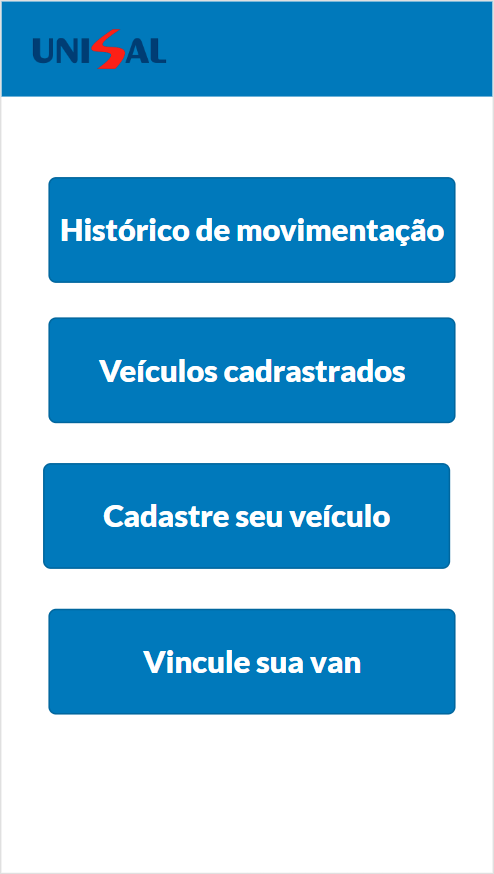 UNISAL
Histórico de movimentação
Veículos cadrastrados
Cadastre seu veículo
Vincule sua van